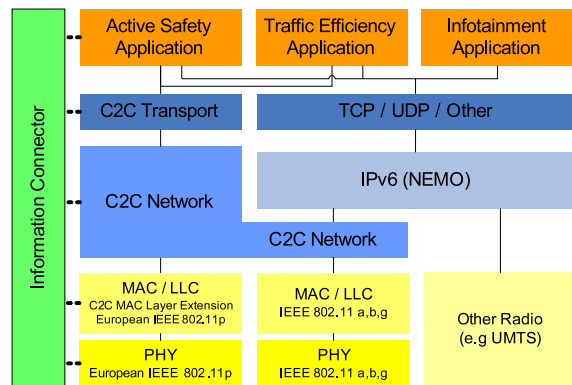 Information Connector
Active Safety
Application
Traffic Efficiency
Application
Infotainment
Application
C2C Transport
TCP / UDP / Other
C2C Network
IPv6 (NEMO)
C2C Network
MAC / LLC
C2C MAC Layer Extension
European IEEE 802.11p
MAC / LLC
IEEE 802.11 a,b,g
Other Radio
(e.g UMTS)
PHY
European IEEE 802.11p
PHY
IEEE 802.11 a,b,g